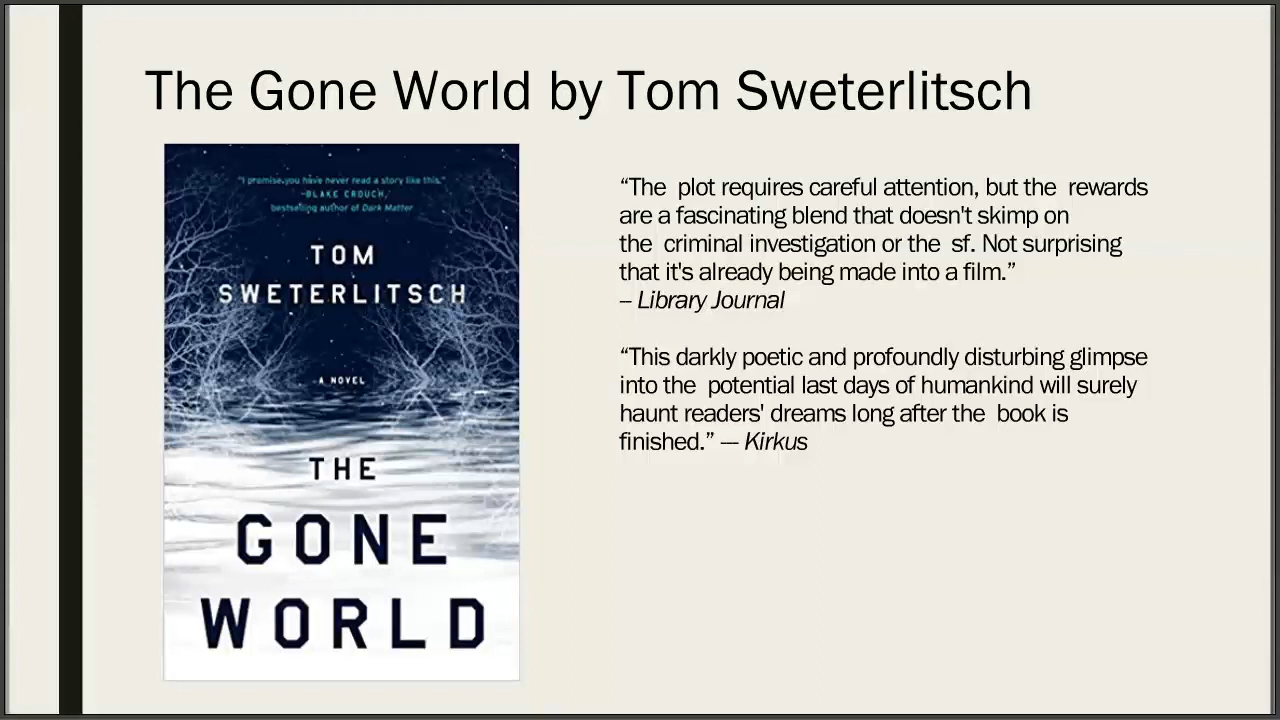 The Gone World by Tom Sweterlitsch
"I promise you have never read a story like this."
–BLAKE CROUCH,
bestselling author of Dark Matter
TOM
SWETERLITSCH
A NOVEL
THE
GONE
WORLD
“The  plot requires careful attention, but the  rewards
are a fascinating blend that doesn't skimp on
the  criminal investigation or the  sf. Not surprising
that it's already being made into a film.”
– Library Journal
“This darkly poetic and profoundly disturbing glimpse
into the  potential last days of humankind will surely
haunt readers' dreams long after the  book is
finished.” — Kirkus